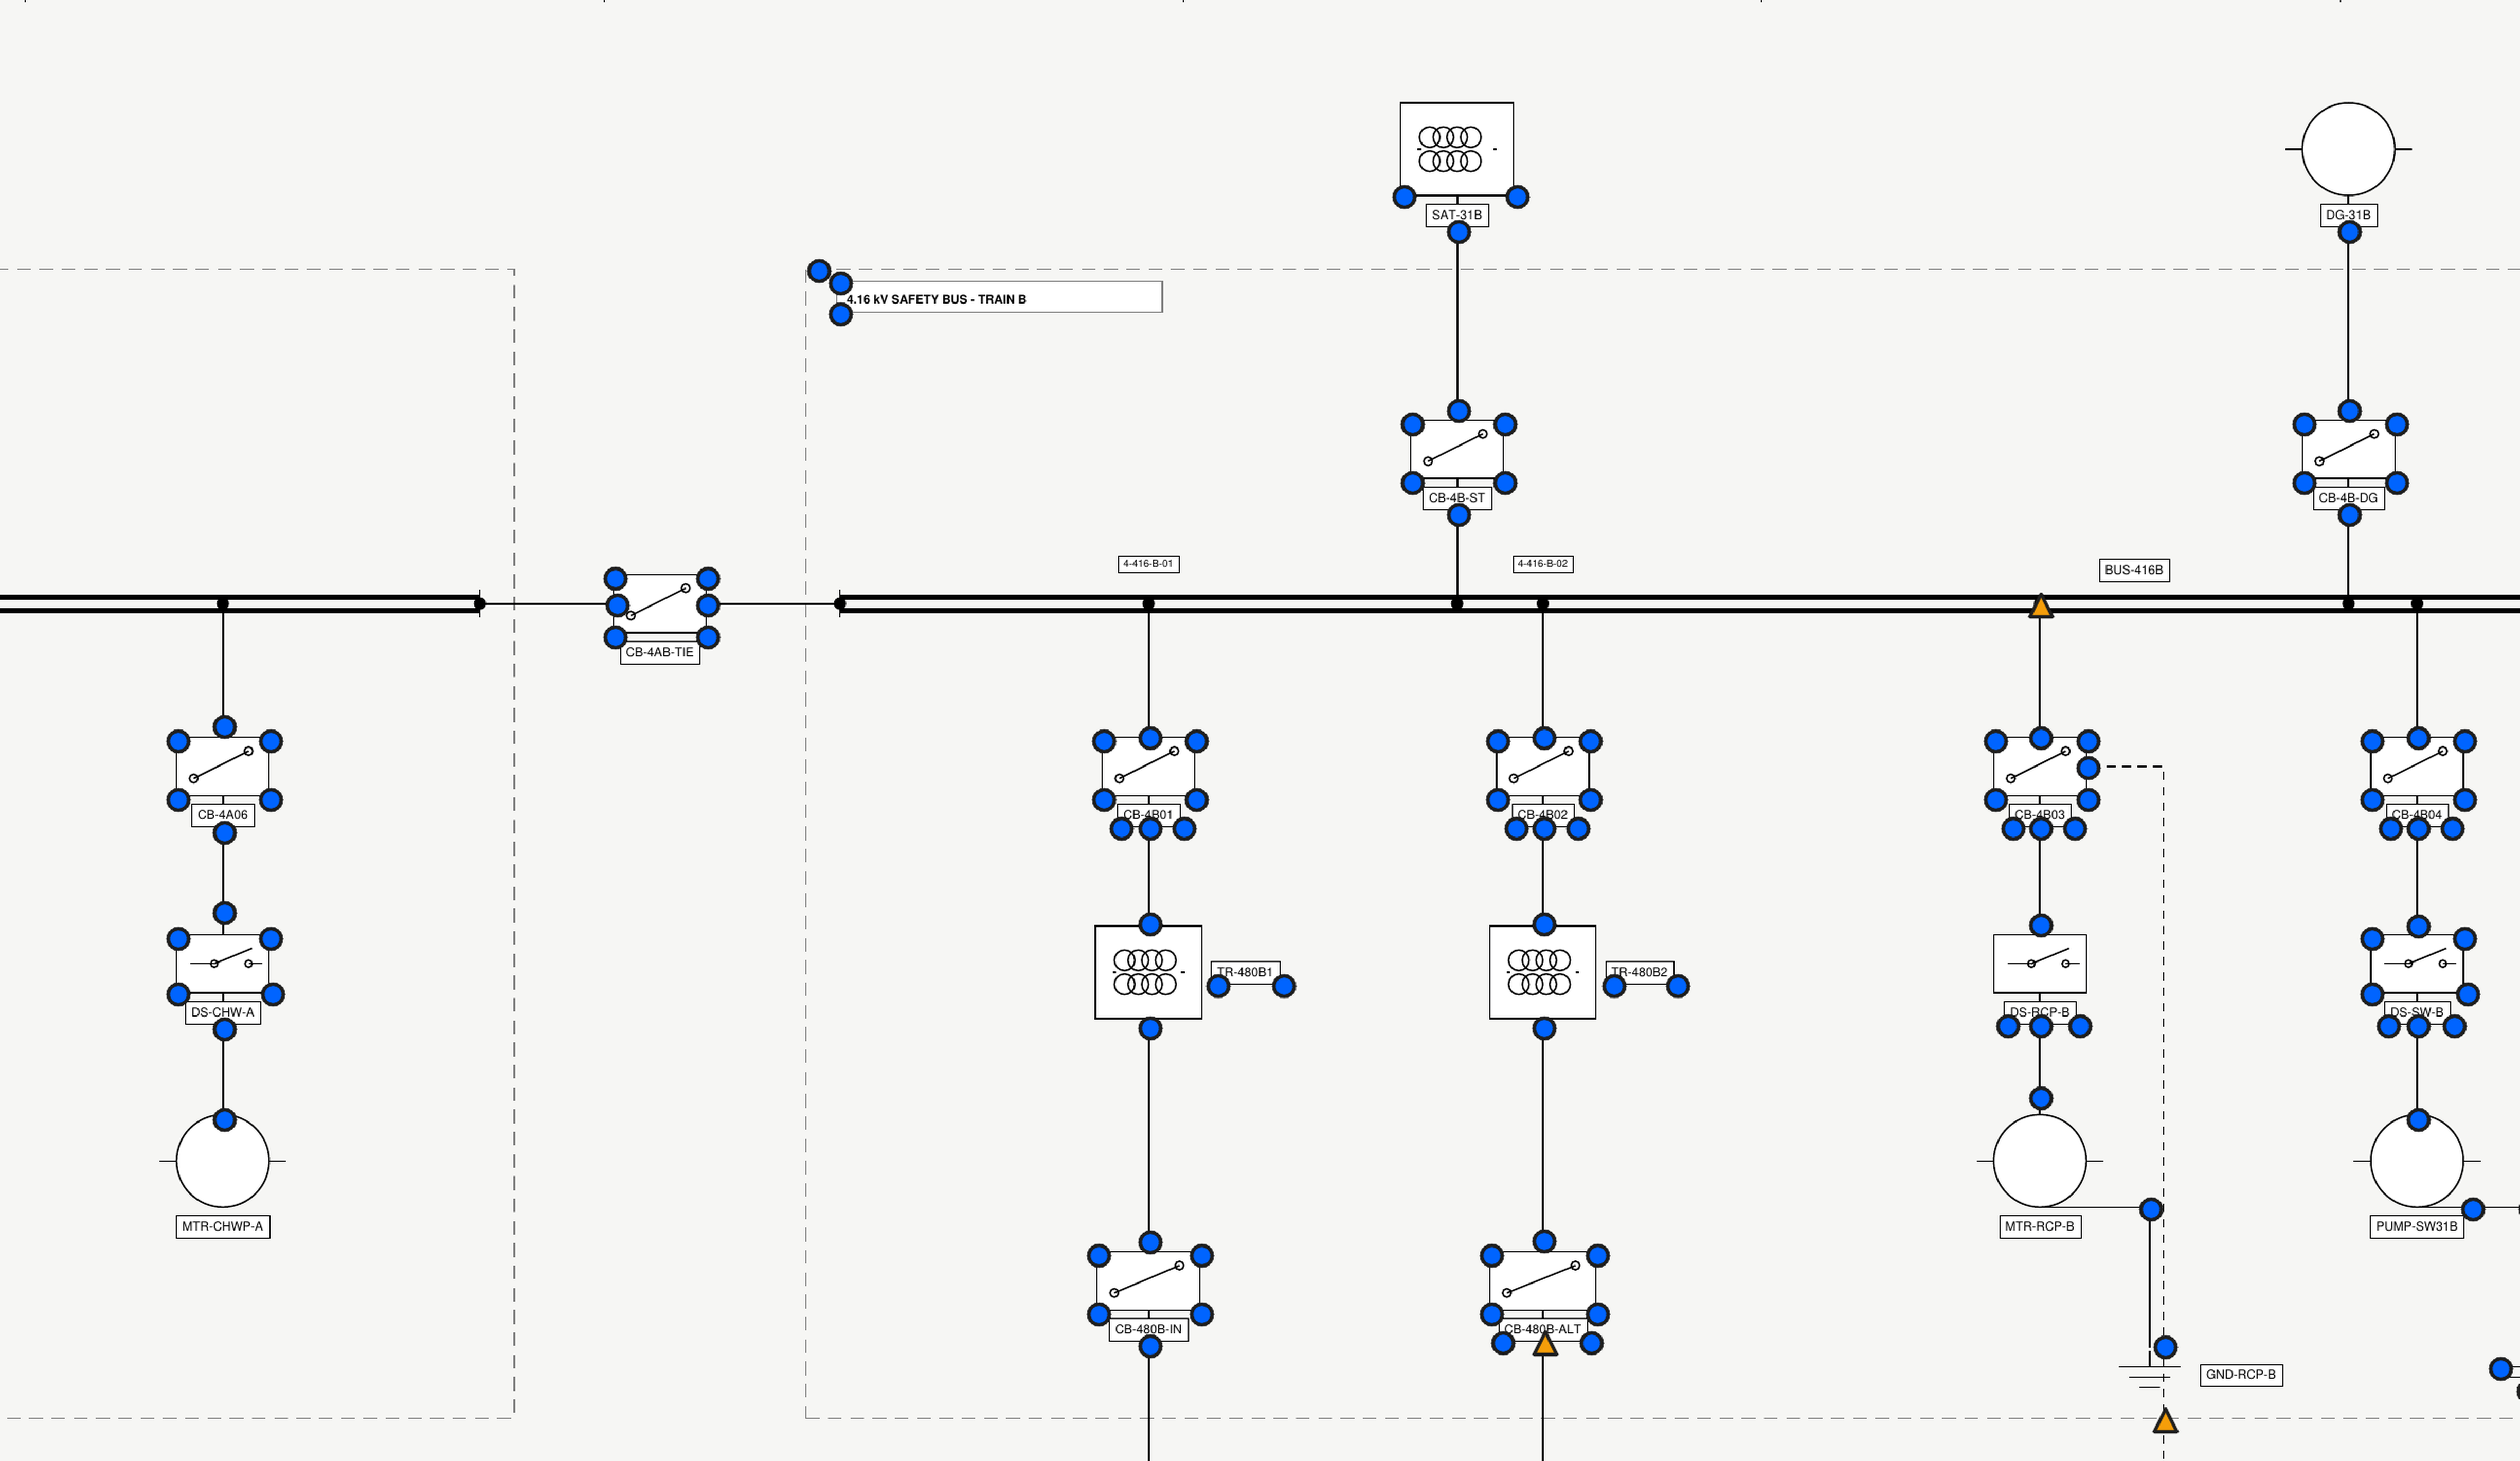 SAT-31B
DG-31B
4.16 kV SAFETY BUS - TRAIN B
CB-4B-ST
CB-4B-DG
4-416-B-01
4-416-B-02
BUS-416B
CB-4AB-TIE
CB-4A06
CB-4B01
CB-4B02
CB-4B03
CB-4B04
TR-480B1
TR-480B2
DS-CHW-A
DS-RCP-B
DS-SW-B
MTR-CHWP-A
MTR-RCP-B
PUMP-SW31B
CB-480B-IN
CB-480B-ALT
GND-RCP-B